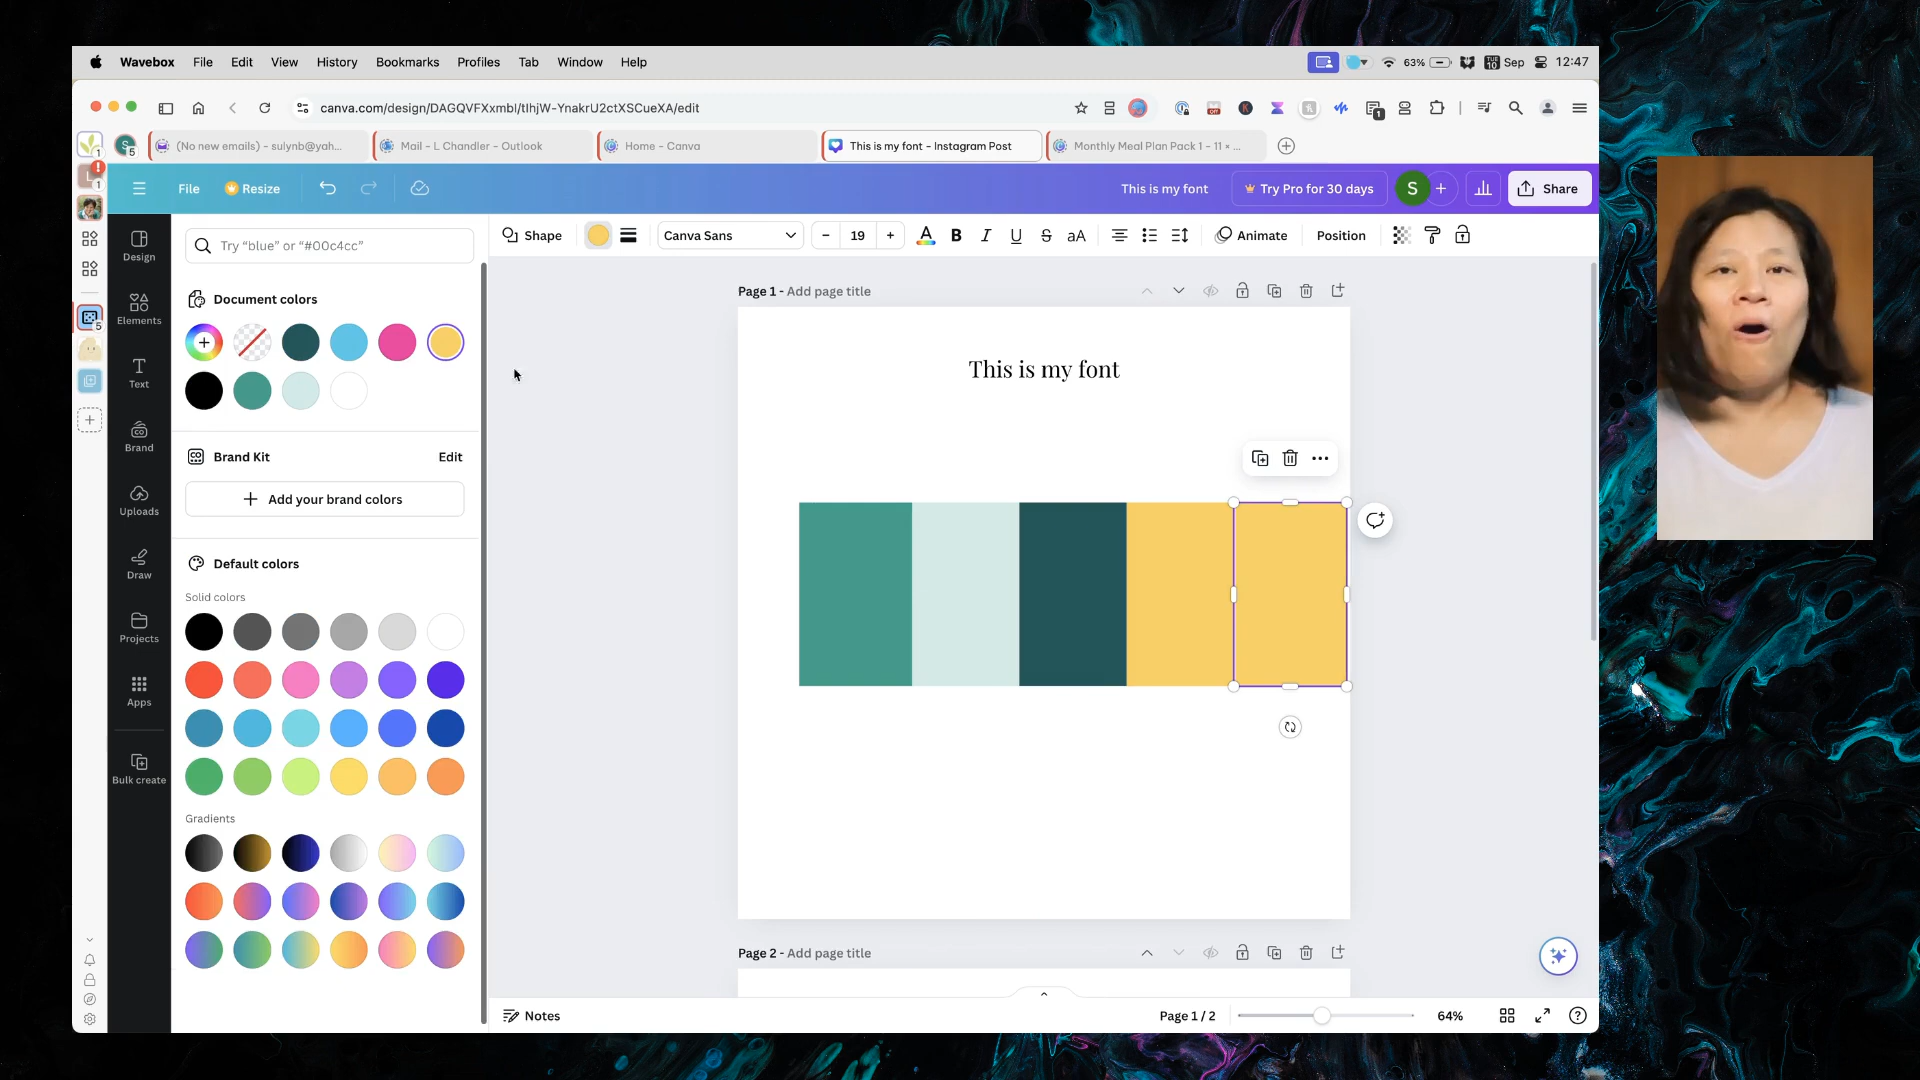 Wavebox File Edit View History Bookmarks Profiles Tab Window Help 63% TUE 10 Sep 12:47
canva.com/design/DAGQVFXxmbI/tIhjW-YnakrU2ctXSCueXA/edit
(No new emails) - sulynb@yah... Mail - L Chandler - Outlook Home - Canva This is my font - Instagram Post Monthly Meal Plan Pack 1 - 11 × ...
File Resize This is my font Try Pro for 30 days S Share
Try “blue” or “#00c4cc” Shape Canva Sans − 19 + A B I U S aA Animate Position
Design
Elements
Text
Brand
Uploads
Draw
Projects
Apps
Bulk create
Document colors
Brand Kit Edit
Add your brand colors
Default colors
Solid colors
Gradients
Page 1 - Add page title
This is my font
Page 2 - Add page title
Notes Page 1 / 2 64%